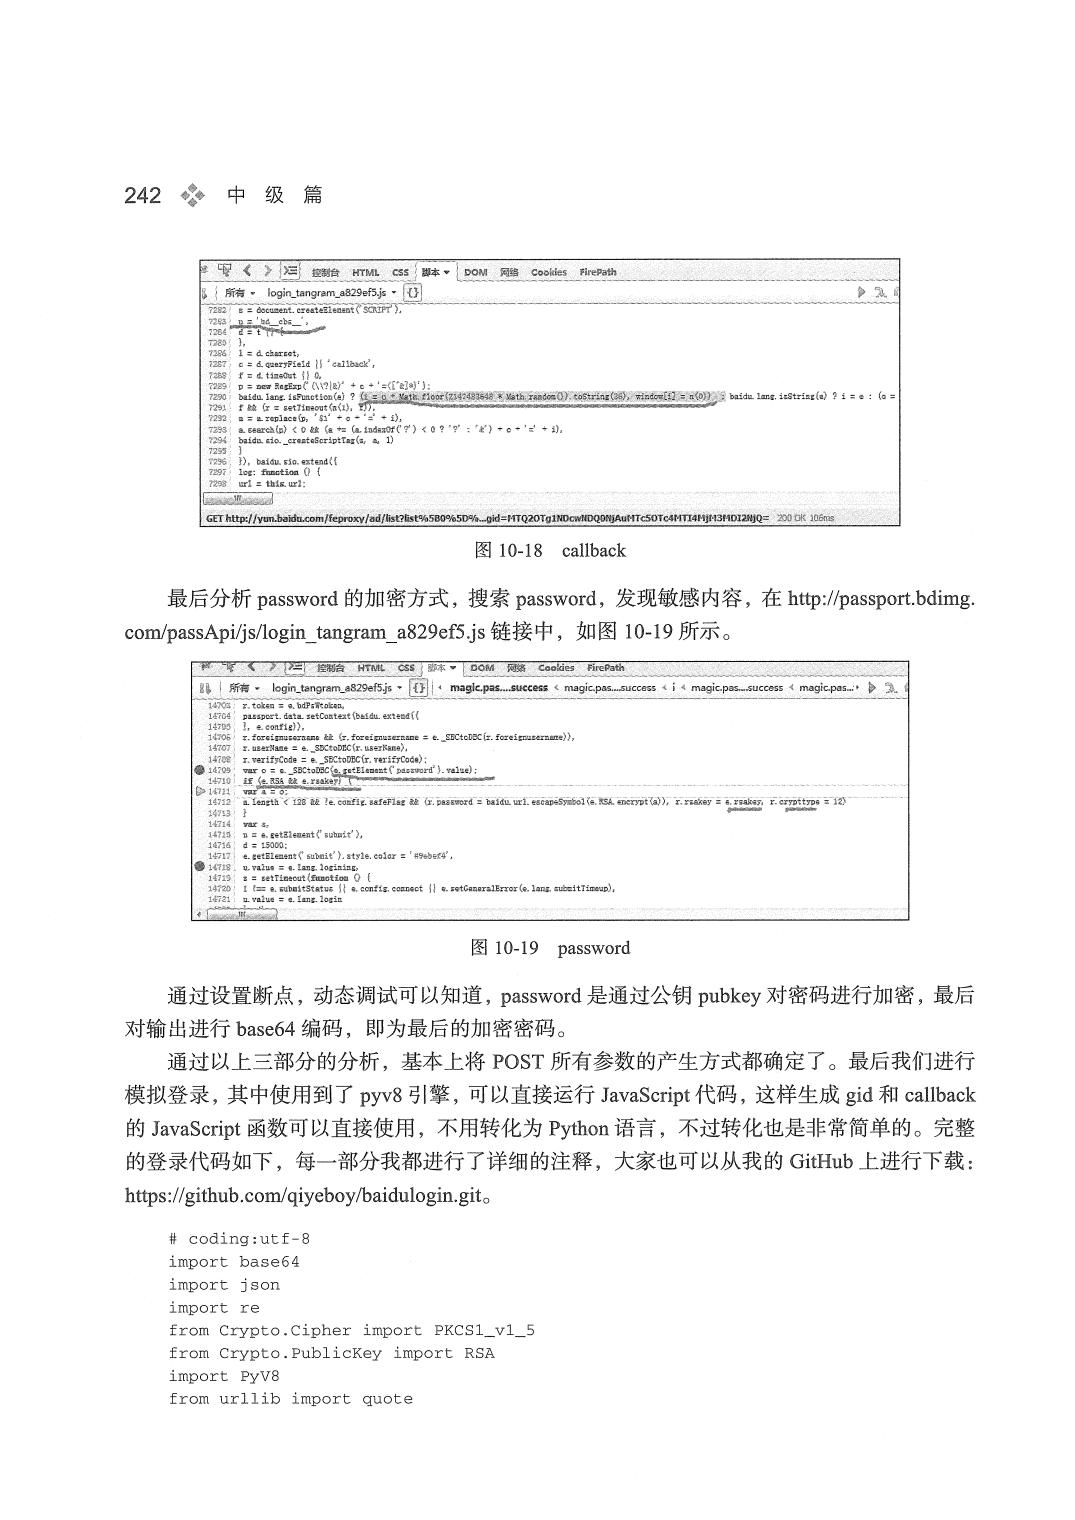 242 中 级 篇
控制台 HTML CSS 脚本 DOM 网络 Cookies FirePath
所有 login_tangram_a829ef5.js {}
7282 s = document.createElement('SCRIPT'),
7283 u = 'bd__cbs__',
7284 d = t || {
7285 },
7286 l = d.charset,
7287 c = d.queryField || 'callback',
7288 f = d.timeOut || 0,
7289 p = new RegExp('(\\?|&)' + c + '=([^&]*)');
7290 baidu.lang.isFunction(e) ? (i = u + Math.floor(2147483648 * Math.random()).toString(36), window[i] = n(0)) : baidu.lang.isString(e) ? i = e : (o =
7291 f && (r = setTimeout(n(1), f)),
7292 a = a.replace(p, '$1' + c + '=' + i),
7293 a.search(p) < 0 && (a += (a.indexOf('?') < 0 ? '?' : '&') + c + '=' + i),
7294 baidu.sio._createScriptTag(s, a, l)
7295 }
7296 }), baidu.sio.extend({
7297 log: function () {
7298 url = this.url;
GET http://yun.baidu.com/feproxy/ad/list?list%5B0%5D%...gid= 200 OK 106ms
图 10-18 callback
最后分析 password 的加密方式，搜索 password，发现敏感内容，在 http://passport.bdimg.
com/passApi/js/login_tangram_a829ef5.js 链接中，如图 10-19 所示。
控制台 HTML CSS 脚本 DOM 网络 Cookies FirePath
所有 login_tangram_a829ef5.js {} magic.pas....success < magic.pas....success < i < magic.pas....success < magic.pas...
14703 r.token = e.bdPsWtoken,
14704 passport.data.setContext(baidu.extend({
14705 }, e.config)),
14706 r.foreignusername && (r.foreignusername = e._SBCtoDBC(r.foreignusername)),
14707 r.userName = e._SBCtoDBC(r.userName),
14708 r.verifyCode = e._SBCtoDBC(r.verifyCode);
14709 var o = e._SBCtoDBC(e.getElement('password').value);
14710 if (e.RSA && e.rsakey) {
14711 var a = o;
14712 a.length < 128 && !e.config.safeFlag && (r.password = baidu.url.escapeSymbol(e.RSA.encrypt(a)), r.rsakey = e.rsakey, r.crypttype = 12)
14713 }
14714 var s,
14715 u = e.getElement('submit'),
14716 d = 15000;
14717 e.getElement('submit').style.color = '#9ebef4',
14718 u.value = e.lang.logining,
14719 s = setTimeout(function () {
14720 1 !== e.submitStatus || e.config.connect || e.setGeneralError(e.lang.submitTimeup),
14721 u.value = e.lang.login
图 10-19 password
通过设置断点，动态调试可以知道，password 是通过公钥 pubkey 对密码进行加密，最后
对输出进行 base64 编码，即为最后的加密密码。
通过以上三部分的分析，基本上将 POST 所有参数的产生方式都确定了。最后我们进行
模拟登录，其中使用到了 pyv8 引擎，可以直接运行 JavaScript 代码，这样生成 gid 和 callback
的 JavaScript 函数可以直接使用，不用转化为 Python 语言，不过转化也是非常简单的。完整
的登录代码如下，每一部分我都进行了详细的注释，大家也可以从我的 GitHub 上进行下载：
https://github.com/qiyeboy/baidulogin.git。
# coding:utf-8
import base64
import json
import re
from Crypto.Cipher import PKCS1_v1_5
from Crypto.PublicKey import RSA
import PyV8
from urllib import quote